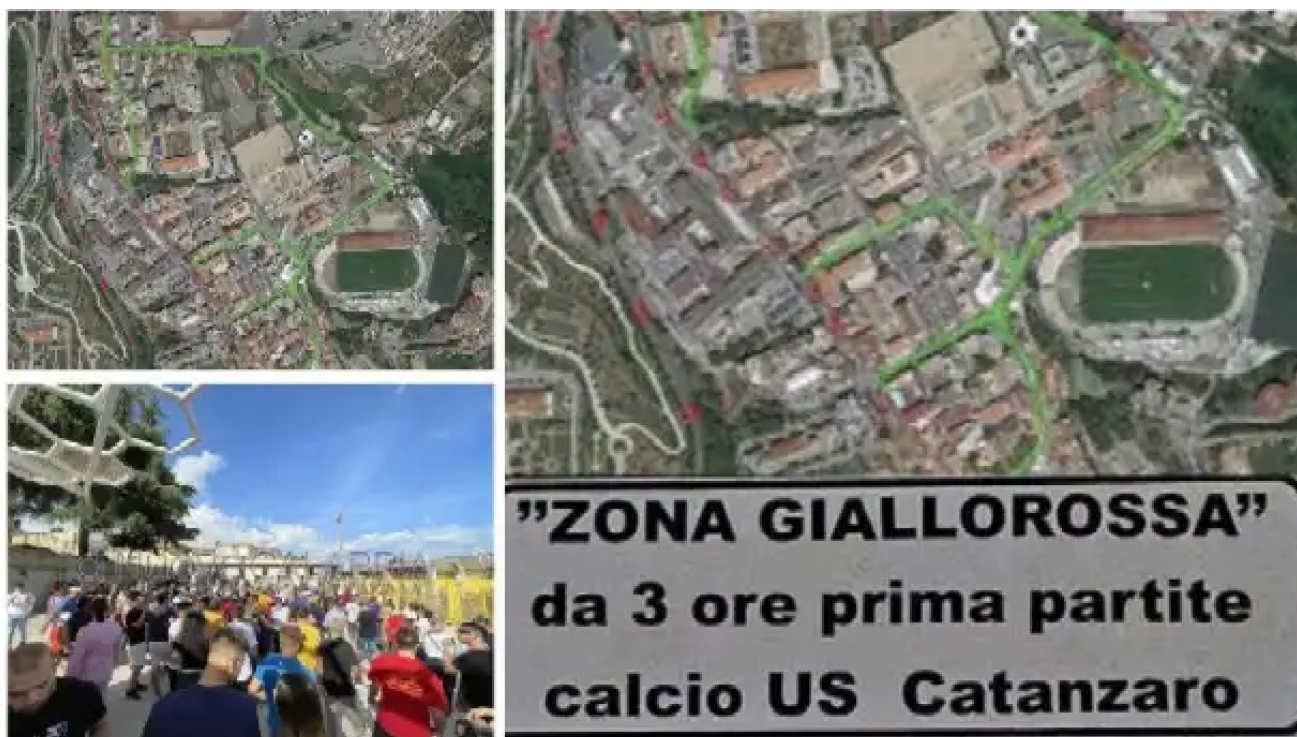 ”ZONA GIALLOROSSA”
da 3 ore prima partite
calcio US Catanzaro